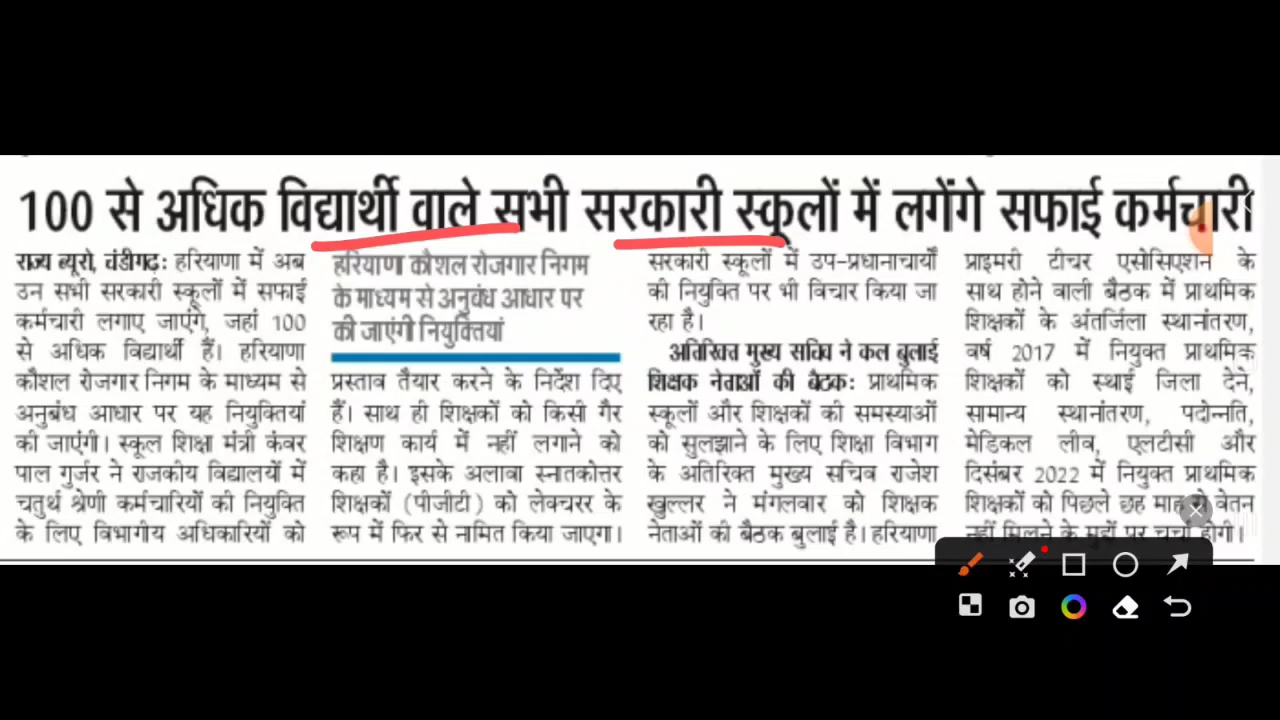 100 से अधिक विद्यार्थी वाले सभी सरकारी स्कूलों में लगेंगे सफाई कर्मचारी
राज्य ब्यूरो, चंडीगढ़: हरियाणा में अब
उन सभी सरकारी स्कूलों में सफाई
कर्मचारी लगाए जाएंगे, जहां 100
से अधिक विद्यार्थी हैं। हरियाणा
कौशल रोजगार निगम के माध्यम से
अनुबंध आधार पर यह नियुक्तियां
की जाएंगी। स्कूल शिक्षा मंत्री कंवर
पाल गुर्जर ने राजकीय विद्यालयों में
चतुर्थ श्रेणी कर्मचारियों की नियुक्ति
के लिए विभागीय अधिकारियों को
हरियाणा कौशल रोजगार निगम
के माध्यम से अनुबंध आधार पर
की जाएंगी नियुक्तियां
प्रस्ताव तैयार करने के निर्देश दिए
हैं। साथ ही शिक्षकों को किसी गैर
शिक्षण कार्य में नहीं लगाने को
कहा है। इसके अलावा स्नातकोत्तर
शिक्षकों (पीजीटी) को लेक्चरर के
रूप में फिर से नामित किया जाएगा।
सरकारी स्कूलों में उप-प्रधानाचार्यों
की नियुक्ति पर भी विचार किया जा
रहा है।
अतिरिक्त मुख्य सचिव ने कल बुलाई
शिक्षक नेताओं की बैठक: प्राथमिक
स्कूलों और शिक्षकों की समस्याओं
को सुलझाने के लिए शिक्षा विभाग
के अतिरिक्त मुख्य सचिव राजेश
खुल्लर ने मंगलवार को शिक्षक
नेताओं की बैठक बुलाई है। हरियाणा
प्राइमरी टीचर एसोसिएशन के
साथ होने वाली बैठक में प्राथमिक
शिक्षकों के अंतर्जिला स्थानांतरण,
वर्ष 2017 में नियुक्त प्राथमिक
शिक्षकों को स्थाई जिला देने,
सामान्य स्थानांतरण, पदोन्नति,
मेडिकल लीव, एलटीसी और
दिसंबर 2022 में नियुक्त प्राथमिक
शिक्षकों को पिछले छह माह वेतन
नहीं मिलने के मुद्दों पर चर्चा होगी।